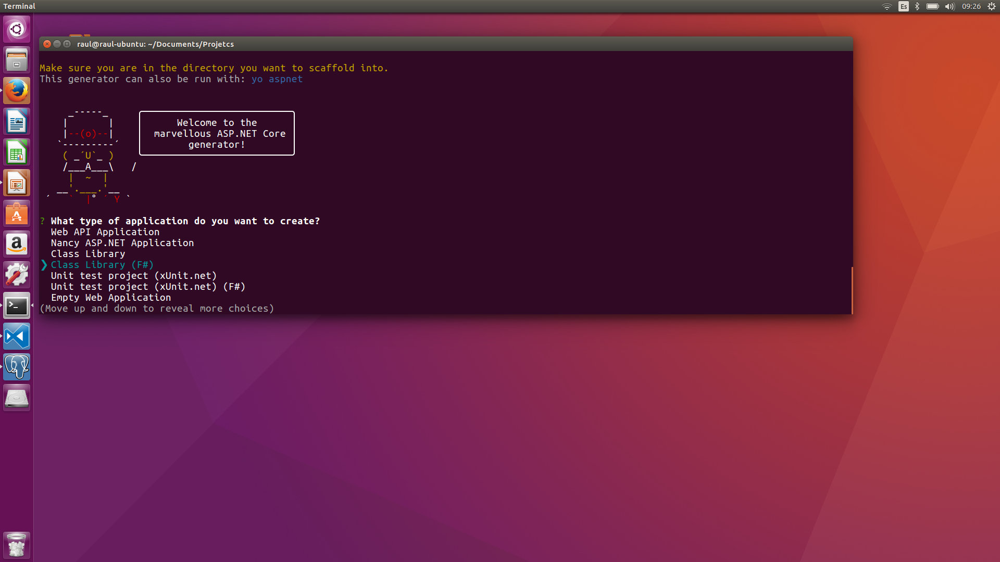 Terminal
Es
09:26
raul@raul-ubuntu: ~/Documents/Projetcs
Make sure you are in the directory you want to scaffold into.
This generator can also be run with: yo aspnet
Welcome to the
marvellous ASP.NET Core
generator!
? What type of application do you want to create?
Web API Application
Nancy ASP.NET Application
Class Library
❯ Class Library (F#)
Unit test project (xUnit.net)
Unit test project (xUnit.net) (F#)
Empty Web Application
(Move up and down to reveal more choices)